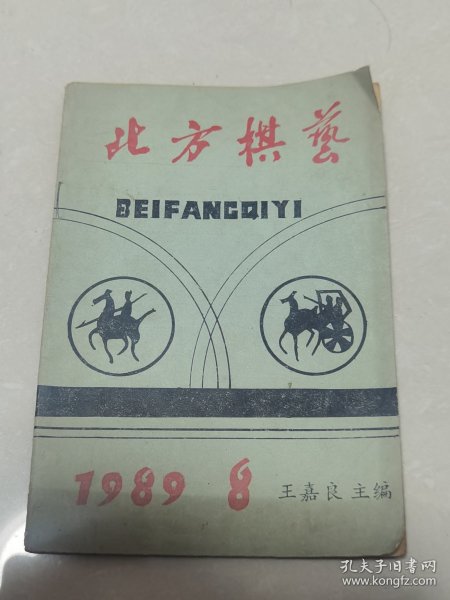 北方棋藝
BEIFANGQIYI
1989 8 王嘉良 主编
孔夫子旧书网
www.kongfz.com